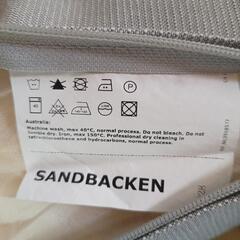 Australia:
Machine wash, max 40°C, normal process. Do not bleach. Do not
tumble dry. Iron, max 150°C. Professional dry cleaning in
tetrachloroethene and hydrocarbons, normal process.
SANDBACKEN